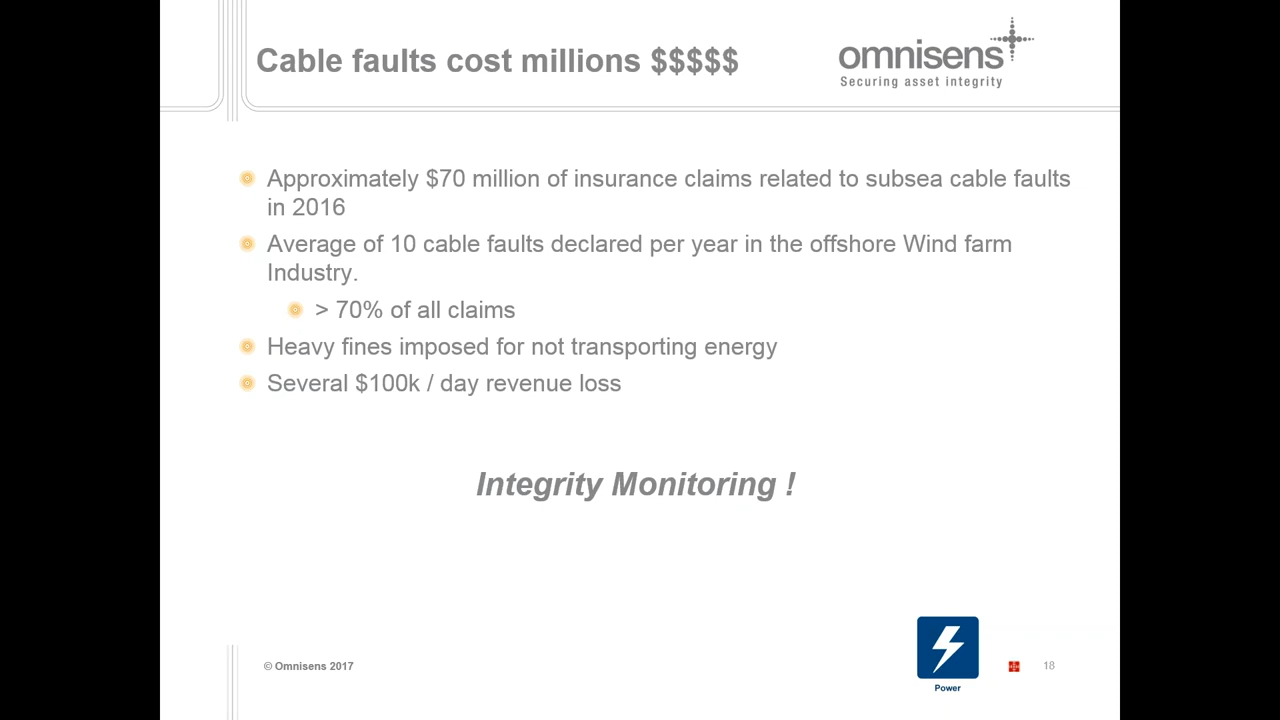 Cable faults cost millions $$$$$
omnisens
Securing asset integrity
Approximately $70 million of insurance claims related to subsea cable faults
in 2016
Average of 10 cable faults declared per year in the offshore Wind farm
Industry.
> 70% of all claims
Heavy fines imposed for not transporting energy
Several $100k / day revenue loss
Integrity Monitoring !
© Omnisens 2017
Power
18